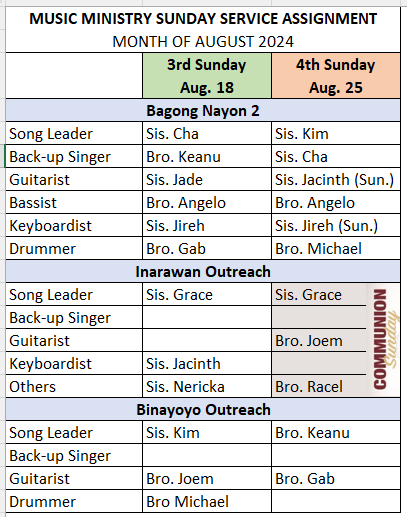 MUSIC MINISTRY SUNDAY SERVICE ASSIGNMENT
MONTH OF AUGUST 2024
3rd Sunday 4th Sunday
Aug. 18 Aug. 25
Bagong Nayon 2
Song Leader Sis. Cha Sis. Kim
Back-up Singer Bro. Keanu Sis. Cha
Guitarist Sis. Jade Sis. Jacinth (Sun.)
Bassist Bro. Angelo Bro. Angelo
Keyboardist Sis. Jireh Sis. Jireh (Sun.)
Drummer Bro. Gab Bro. Michael
Inarawan Outreach
Song Leader Sis. Grace Sis. Grace
Back-up Singer
Guitarist Bro. Joem
Keyboardist Sis. Jacinth
Others Sis. Nericka Bro. Racel
COMMUNION
Sunday
Binayoyo Outreach
Song Leader Sis. Kim Bro. Keanu
Back-up Singer
Guitarist Bro. Joem Bro. Gab
Drummer Bro Michael